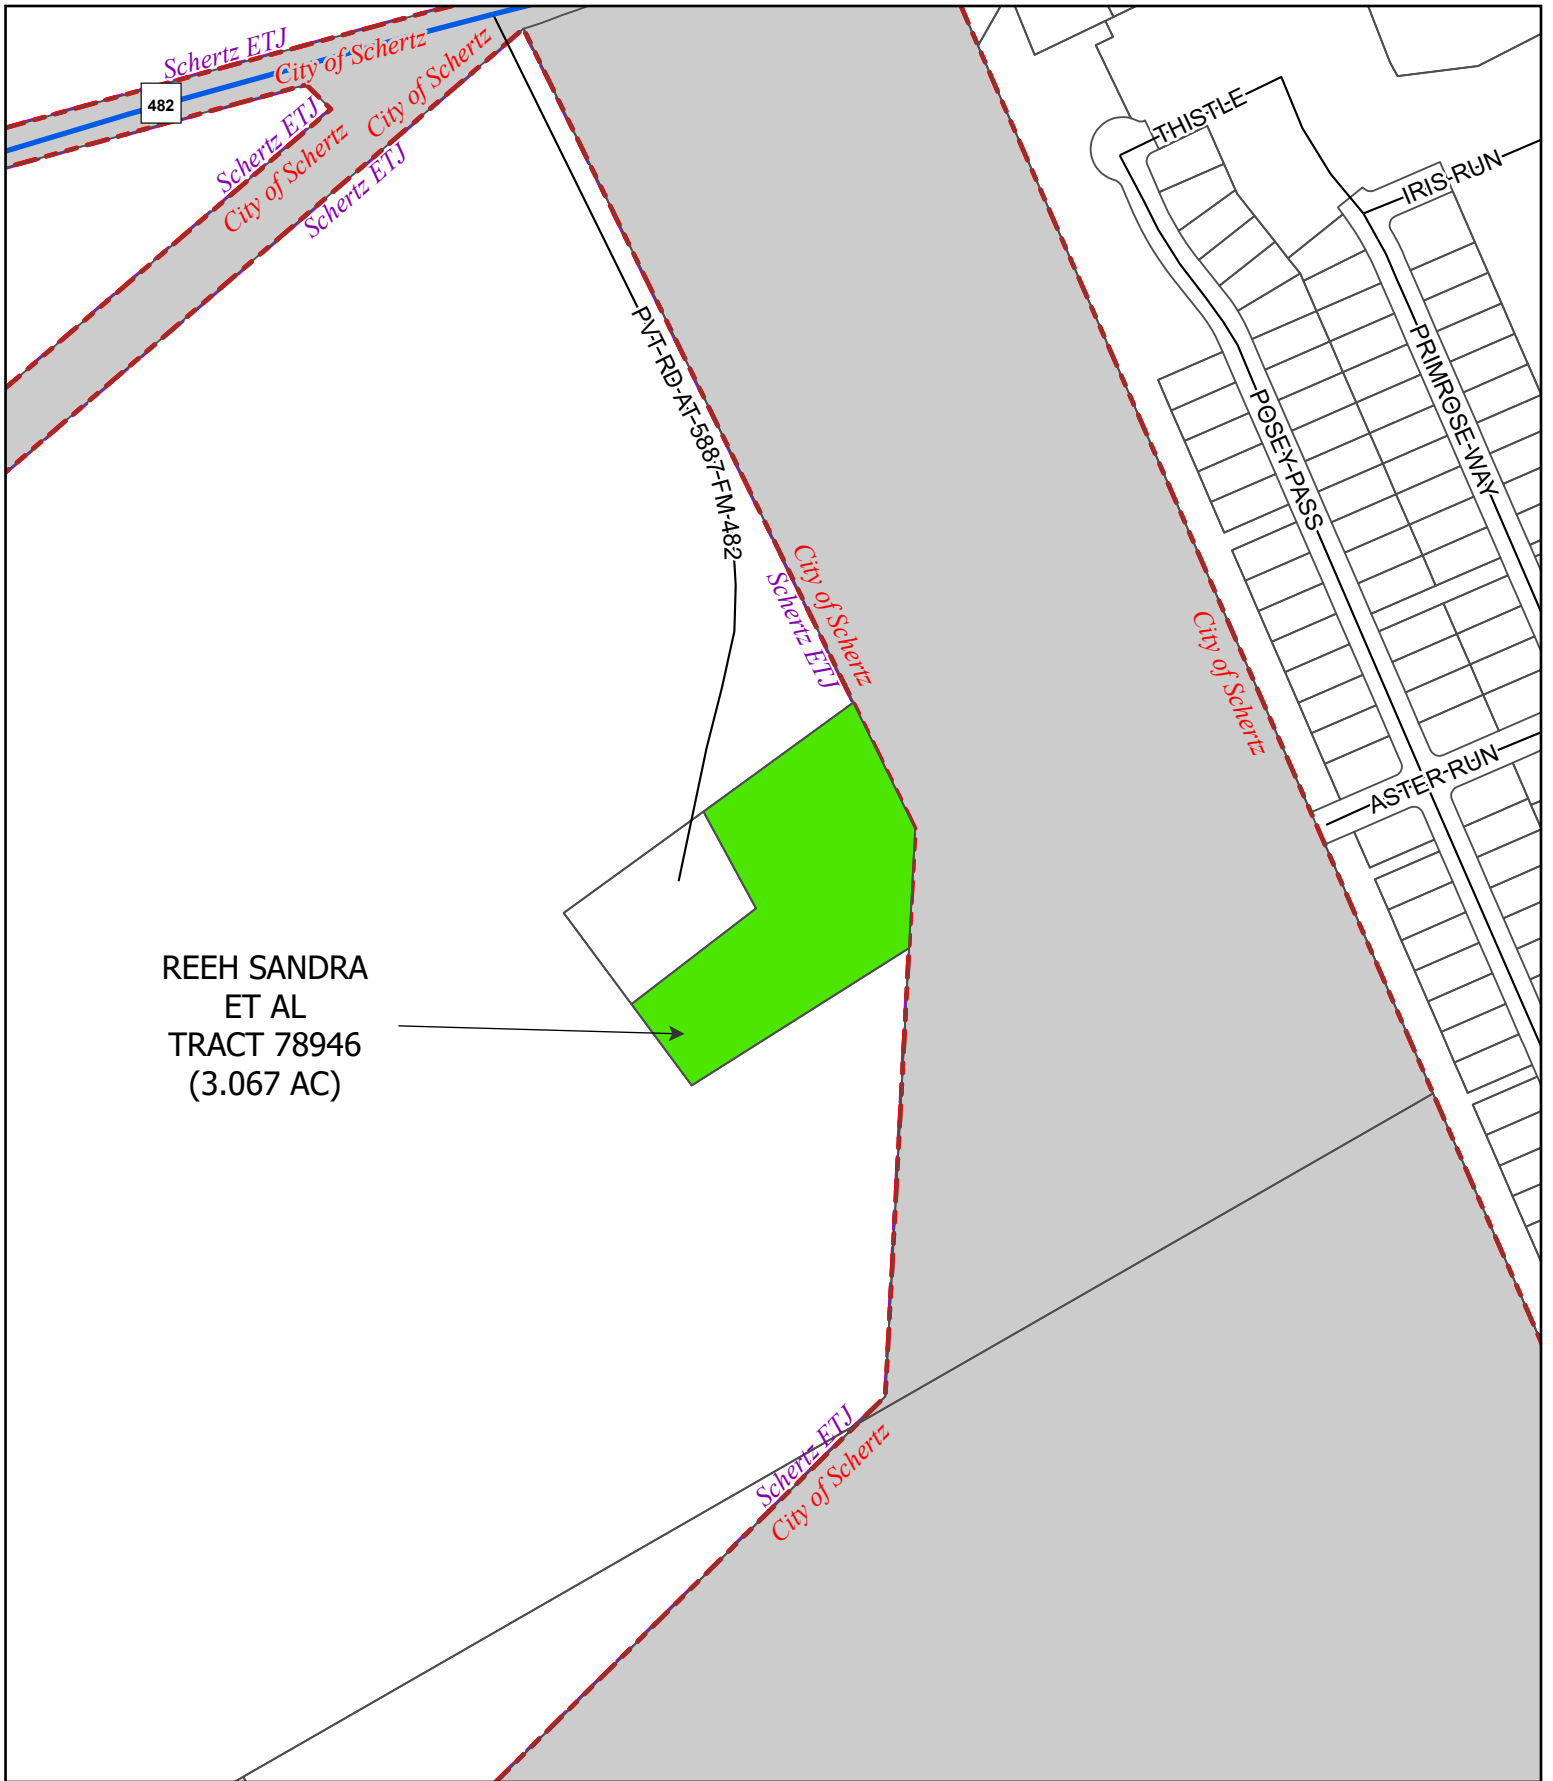 Schertz ETJ
City of Schertz
City of Schertz
482
Schertz ETJ
City of Schertz
Schertz ETJ
THISTLE
IRIS-RUN
PVT-RD-AT-5887-FM-482
PRIMROSE-WAY
POSEY-PASS
City of Schertz
Schertz ETJ
City of Schertz
ASTER-RUN
REEH SANDRA
ET AL
TRACT 78946
(3.067 AC)
Schertz ETJ
City of Schertz